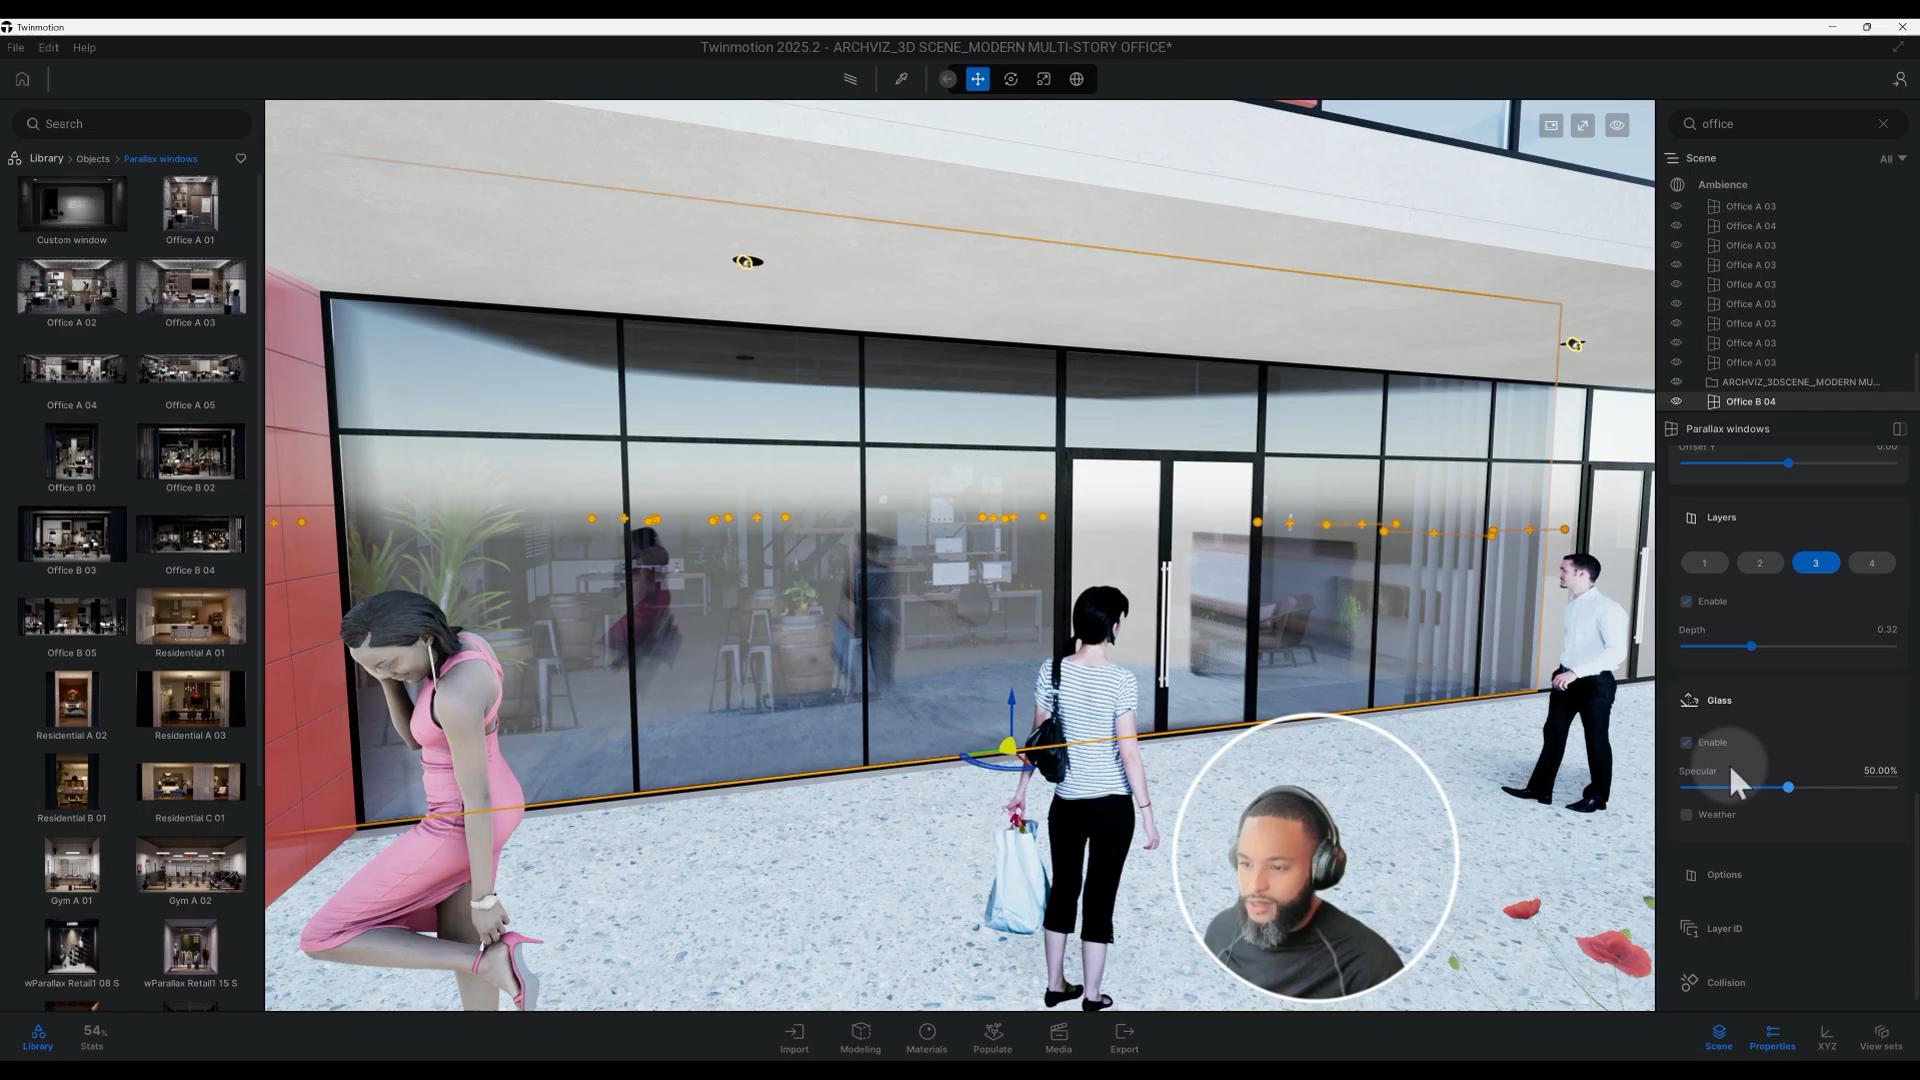 Twinmotion
File Edit Help
Twinmotion 2025.2 - ARCHVIZ_3D SCENE_MODERN MULTI-STORY OFFICE*
Search
Library > Objects > Parallax windows
Custom window
Office A 01
Office A 02
Office A 03
Office A 04
Office A 05
Office B 01
Office B 02
Office B 03
Office B 04
Office B 05
Residential A 01
Residential A 02
Residential A 03
Residential B 01
Residential C 01
Gym A 01
Gym A 02
wParallax Retail1 08 S
wParallax Retail1 15 S
Library
54%
Stats
Import
Modeling
Materials
Populate
Media
Export
office
Scene
All
Ambience
Office A 03
Office A 04
Office A 03
Office A 03
Office A 03
Office A 03
Office A 03
Office A 03
Office A 03
ARCHVIZ_3DSCENE_MODERN MU...
Office B 04
Parallax windows
Offset Y 0.00
Layers
1 2 3 4
Enable
Depth 0.32
Glass
Enable
Specular 50.00%
Weather
Options
Layer ID
Collision
Scene
Properties
XYZ
View sets